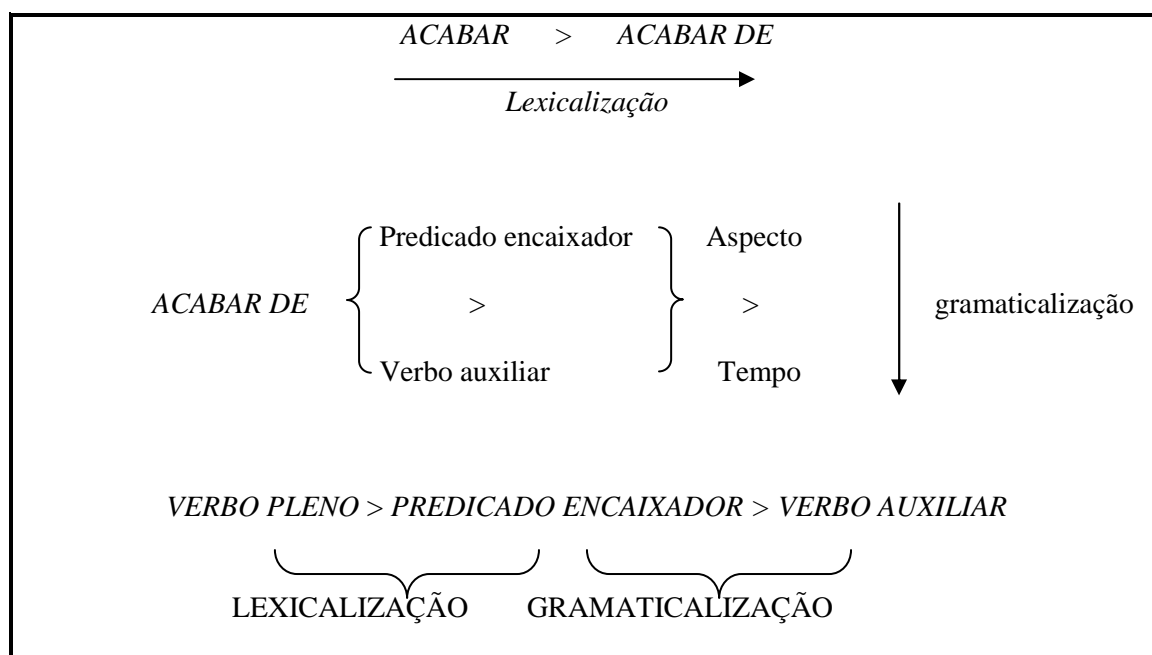 ACABAR > ACABAR DE
Lexicalização
Predicado encaixador Aspecto
ACABAR DE > > gramaticalização
Verbo auxiliar Tempo
VERBO PLENO > PREDICADO ENCAIXADOR > VERBO AUXILIAR
LEXICALIZAÇÃO GRAMATICALIZAÇÃO